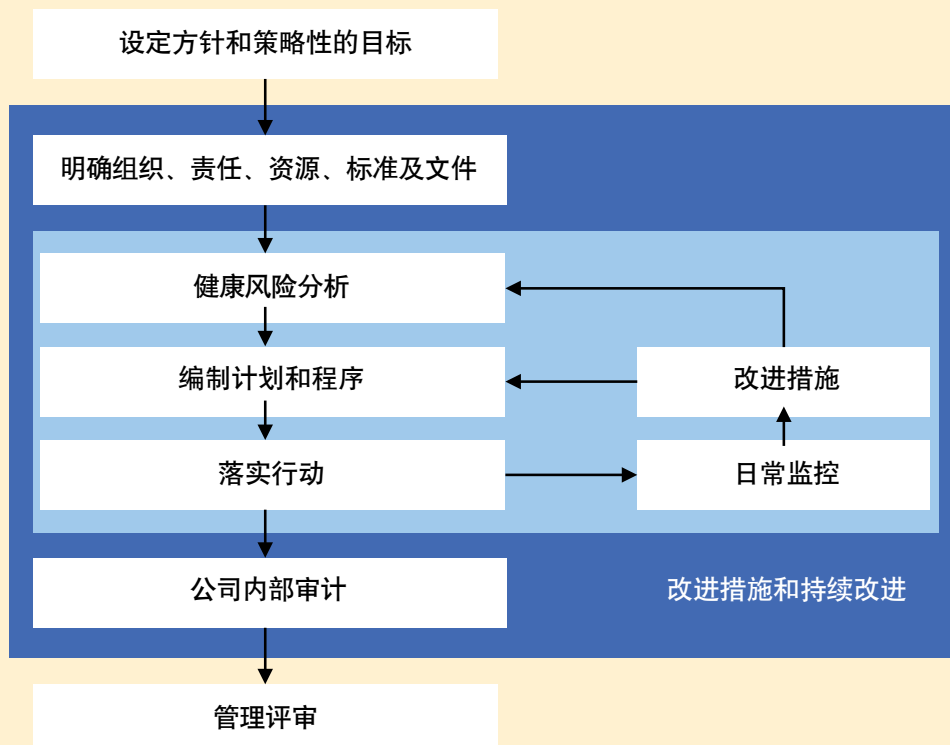 设定方针和策略性的目标
明确组织、责任、资源、标准及文件
健康风险分析
编制计划和程序
改进措施
落实行动
日常监控
公司内部审计
改进措施和持续改进
管理评审